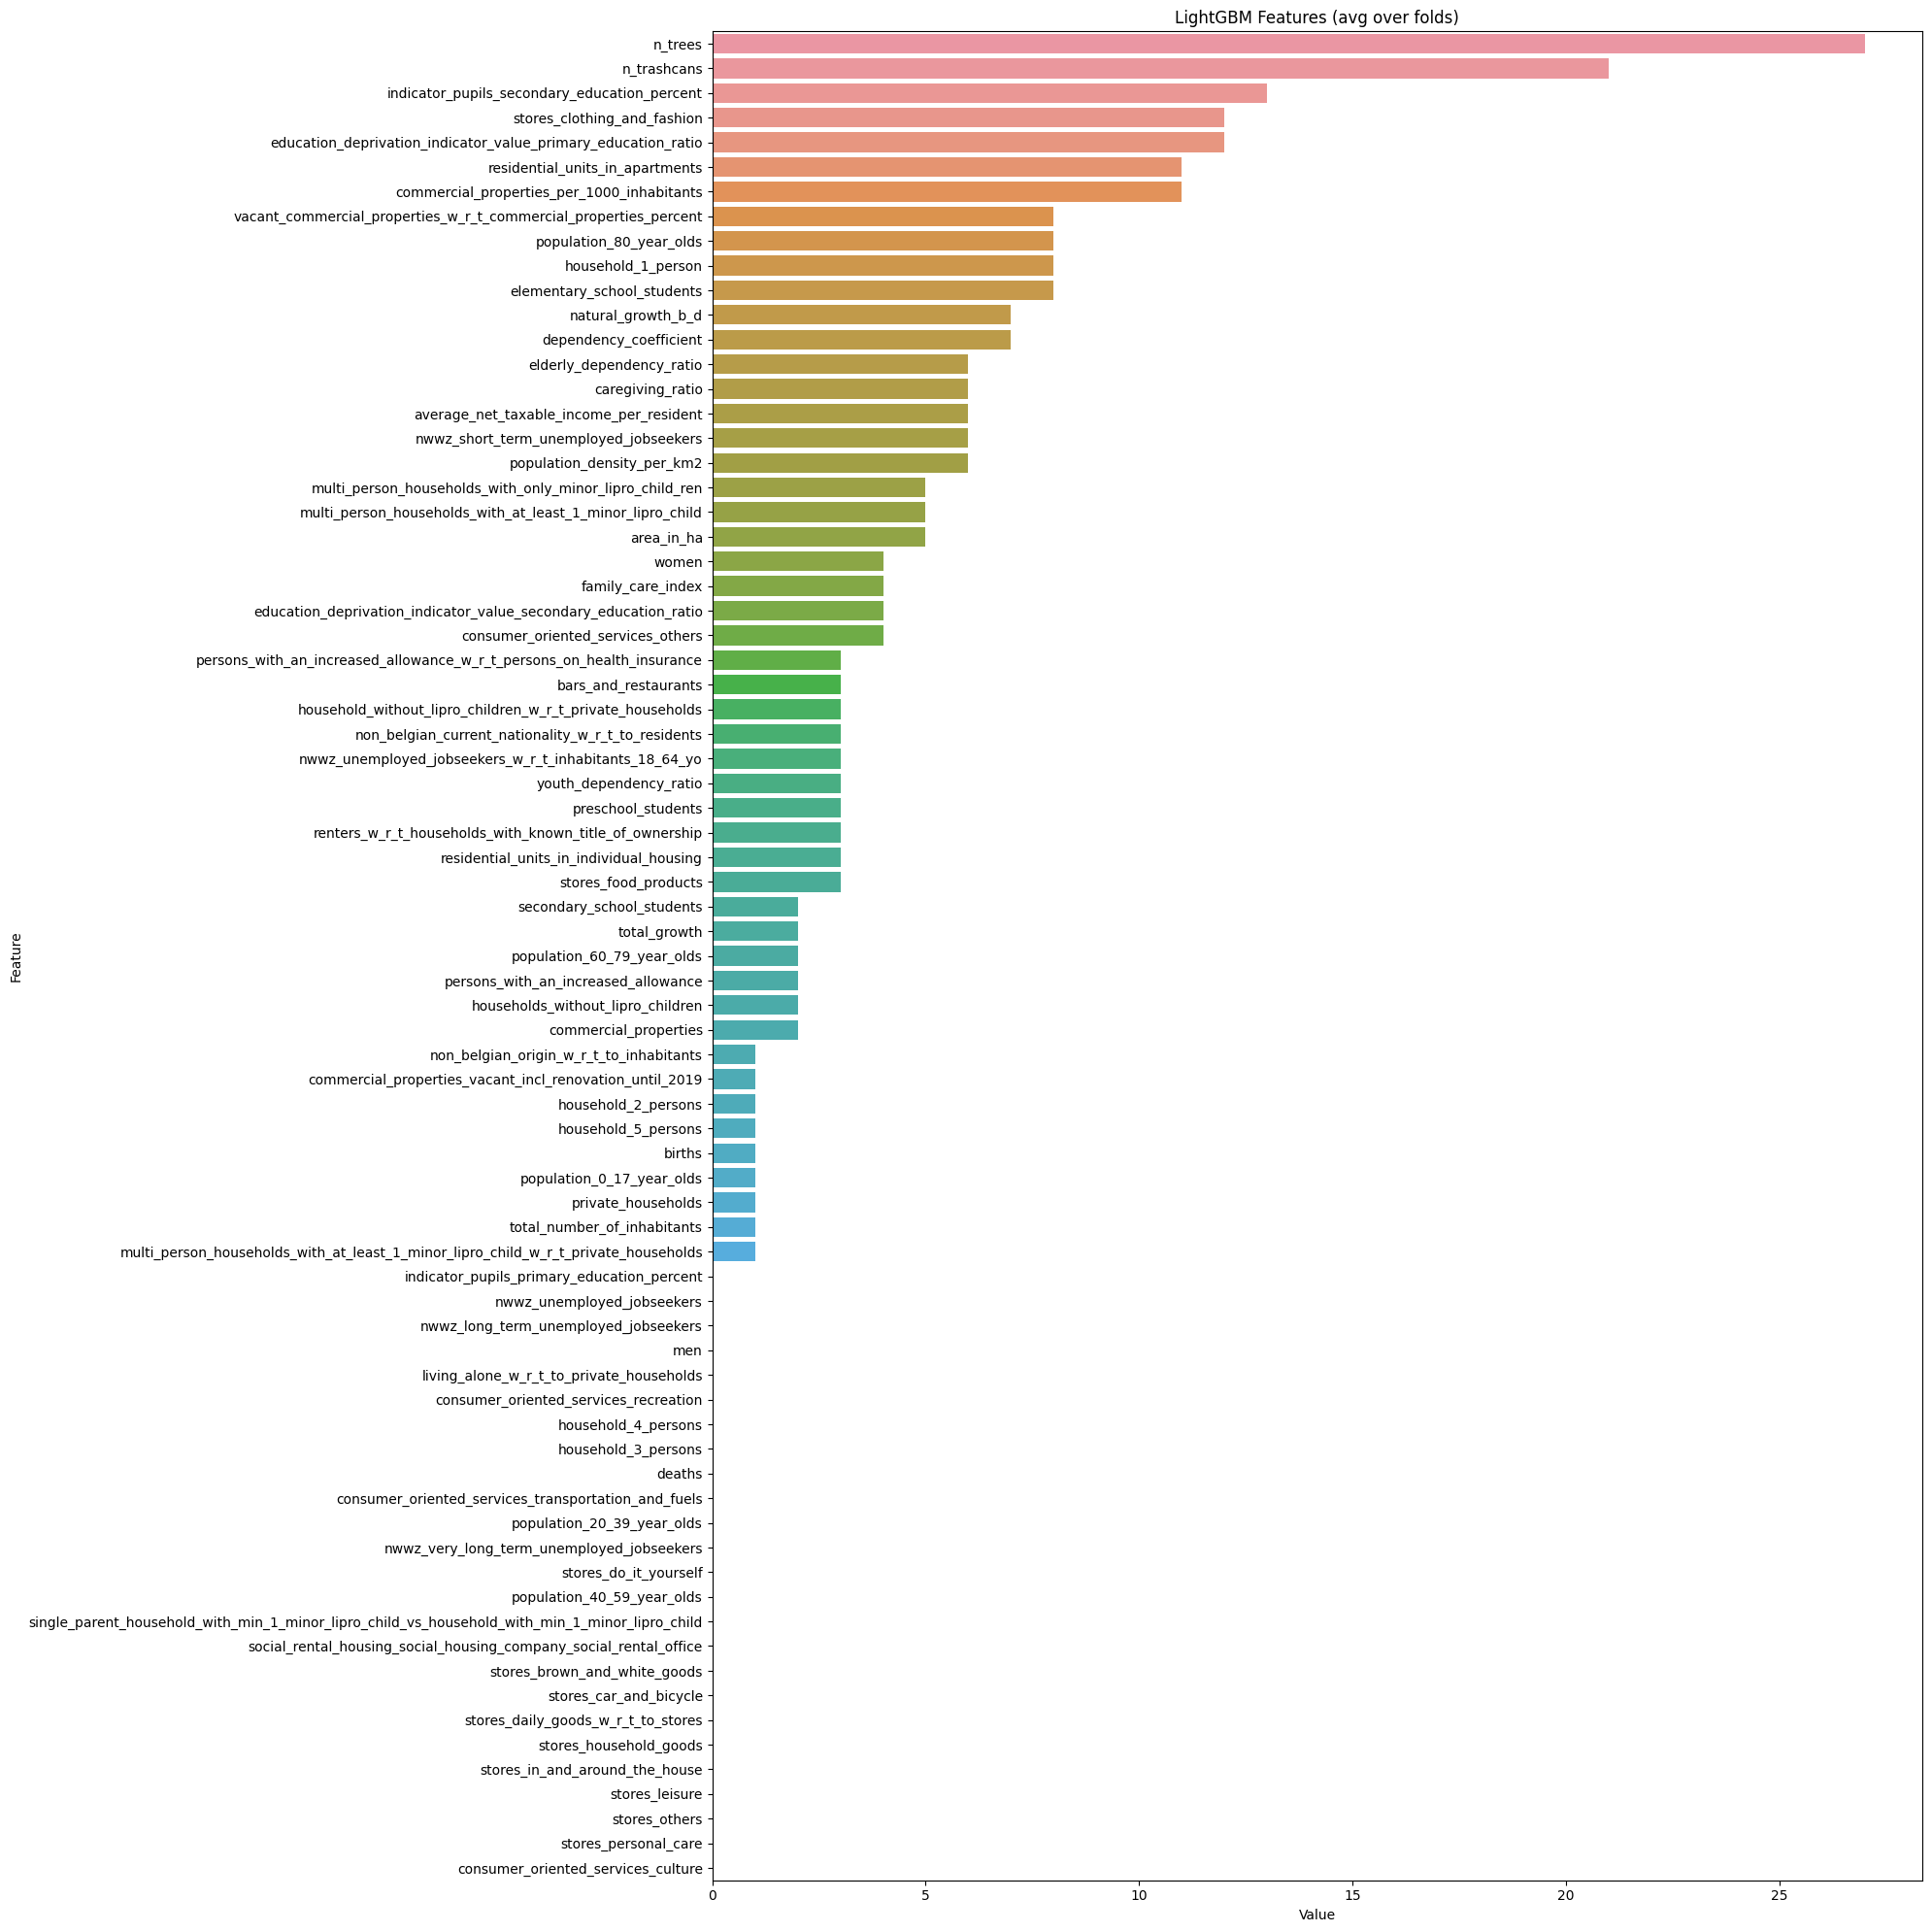 LightGBM Features (avg over folds)
n_trees
n_trashcans
indicator_pupils_secondary_education_percent
stores_clothing_and_fashion
education_deprivation_indicator_value_primary_education_ratio
residential_units_in_apartments
commercial_properties_per_1000_inhabitants
vacant_commercial_properties_w_r_t_commercial_properties_percent
population_80_year_olds
household_1_person
elementary_school_students
natural_growth_b_d
dependency_coefficient
elderly_dependency_ratio
caregiving_ratio
average_net_taxable_income_per_resident
nwwz_short_term_unemployed_jobseekers
population_density_per_km2
multi_person_households_with_only_minor_lipro_child_ren
multi_person_households_with_at_least_1_minor_lipro_child
area_in_ha
women
family_care_index
education_deprivation_indicator_value_secondary_education_ratio
consumer_oriented_services_others
persons_with_an_increased_allowance_w_r_t_persons_on_health_insurance
bars_and_restaurants
household_without_lipro_children_w_r_t_private_households
non_belgian_current_nationality_w_r_t_to_residents
nwwz_unemployed_jobseekers_w_r_t_inhabitants_18_64_yo
youth_dependency_ratio
preschool_students
renters_w_r_t_households_with_known_title_of_ownership
residential_units_in_individual_housing
stores_food_products
secondary_school_students
total_growth
population_60_79_year_olds
persons_with_an_increased_allowance
households_without_lipro_children
commercial_properties
non_belgian_origin_w_r_t_to_inhabitants
commercial_properties_vacant_incl_renovation_until_2019
household_2_persons
household_5_persons
births
population_0_17_year_olds
private_households
total_number_of_inhabitants
multi_person_households_with_at_least_1_minor_lipro_child_w_r_t_private_households
indicator_pupils_primary_education_percent
nwwz_unemployed_jobseekers
nwwz_long_term_unemployed_jobseekers
men
living_alone_w_r_t_to_private_households
consumer_oriented_services_recreation
household_4_persons
household_3_persons
deaths
consumer_oriented_services_transportation_and_fuels
population_20_39_year_olds
nwwz_very_long_term_unemployed_jobseekers
stores_do_it_yourself
population_40_59_year_olds
single_parent_household_with_min_1_minor_lipro_child_vs_household_with_min_1_minor_lipro_child
social_rental_housing_social_housing_company_social_rental_office
stores_brown_and_white_goods
stores_car_and_bicycle
stores_daily_goods_w_r_t_to_stores
stores_household_goods
stores_in_and_around_the_house
stores_leisure
stores_others
stores_personal_care
consumer_oriented_services_culture
Feature
0 5 10 15 20 25
Value